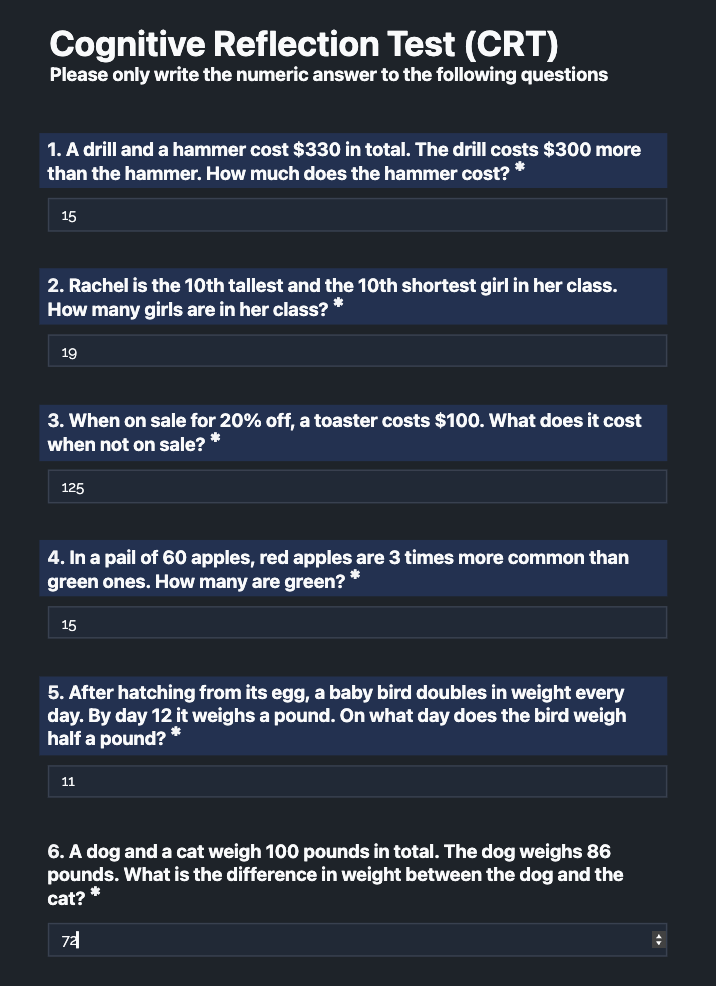 Cognitive Reflection Test (CRT)
Please only write the numeric answer to the following questions
1. A drill and a hammer cost $330 in total. The drill costs $300 more
than the hammer. How much does the hammer cost? *
15
2. Rachel is the 10th tallest and the 10th shortest girl in her class.
How many girls are in her class? *
19
3. When on sale for 20% off, a toaster costs $100. What does it cost
when not on sale? *
125
4. In a pail of 60 apples, red apples are 3 times more common than
green ones. How many are green? *
15
5. After hatching from its egg, a baby bird doubles in weight every
day. By day 12 it weighs a pound. On what day does the bird weigh
half a pound? *
11
6. A dog and a cat weigh 100 pounds in total. The dog weighs 86
pounds. What is the difference in weight between the dog and the
cat? *
72